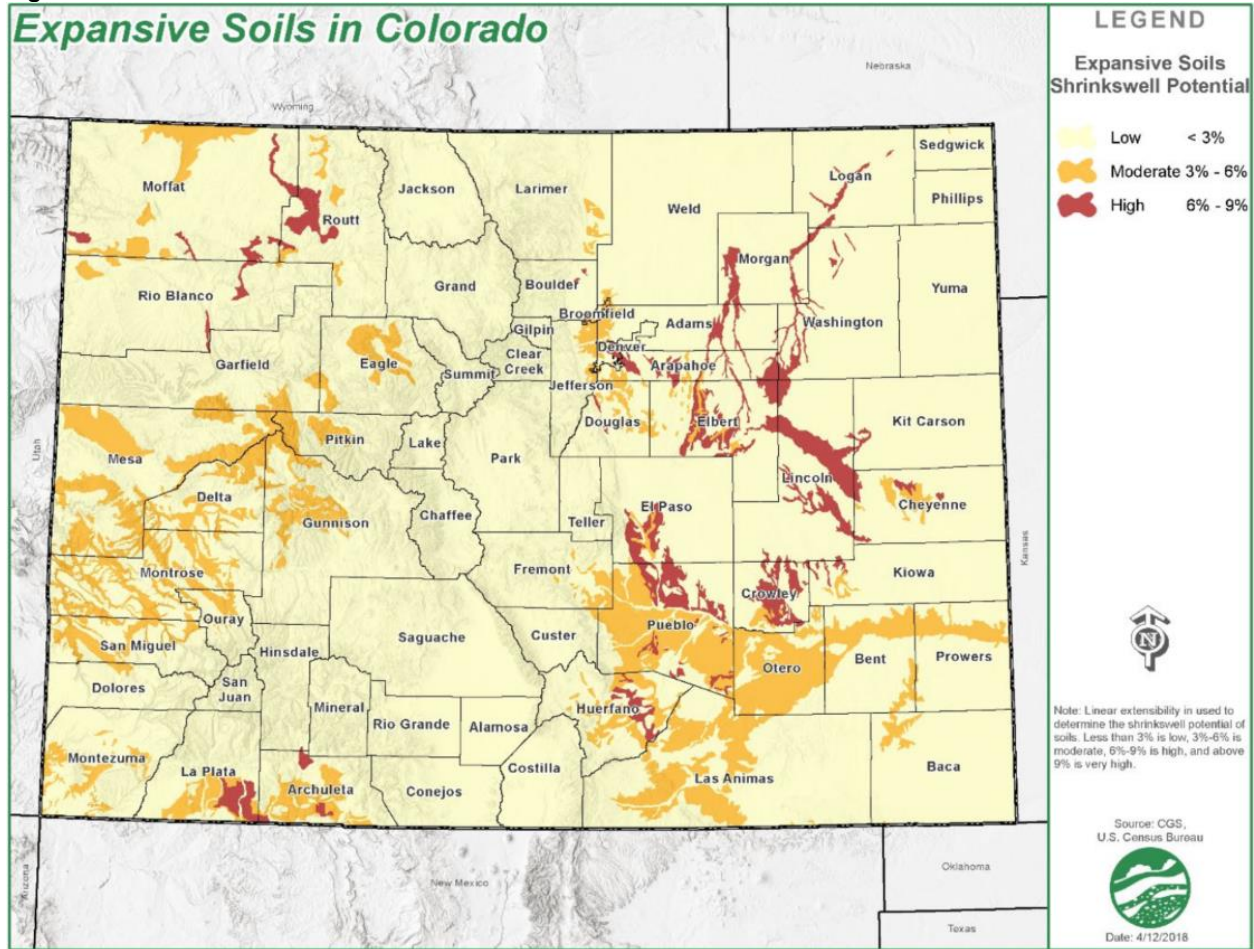 Expansive Soils in Colorado
LEGEND
Expansive Soils
Shrinkswell Potential
Low < 3%
Moderate 3% - 6%
High 6% - 9%
Nebraska
Wyoming
Utah
Kansas
Arizona
New Mexico
Oklahoma
Texas
Moffat
Routt
Jackson
Larimer
Weld
Logan
Sedgwick
Phillips
Morgan
Rio Blanco
Grand
Boulder
Broomfield
Yuma
Garfield
Eagle
Summit
Gilpin
Clear
Creek
Adams
Denver
Washington
Arapahoe
Jefferson
Mesa
Pitkin
Lake
Park
Douglas
Elbert
Kit Carson
Delta
Gunnison
Chaffee
Teller
El Paso
Lincoln
Cheyenne
Montrose
Fremont
Crowley
Kiowa
Ouray
San Miguel
Hinsdale
Saguache
Custer
Pueblo
Otero
Bent
Prowers
Dolores
San
Juan
Mineral
Rio Grande
Alamosa
Huerfano
Montezuma
La Plata
Archuleta
Conejos
Costilla
Las Animas
Baca
N
Note: Linear extensibility in used to
determine the shrinkswell potential of
soils. Less than 3% is low, 3%-6% is
moderate, 6%-9% is high, and above
9% is very high.
Source: CGS,
U.S. Census Bureau
Date: 4/12/2018